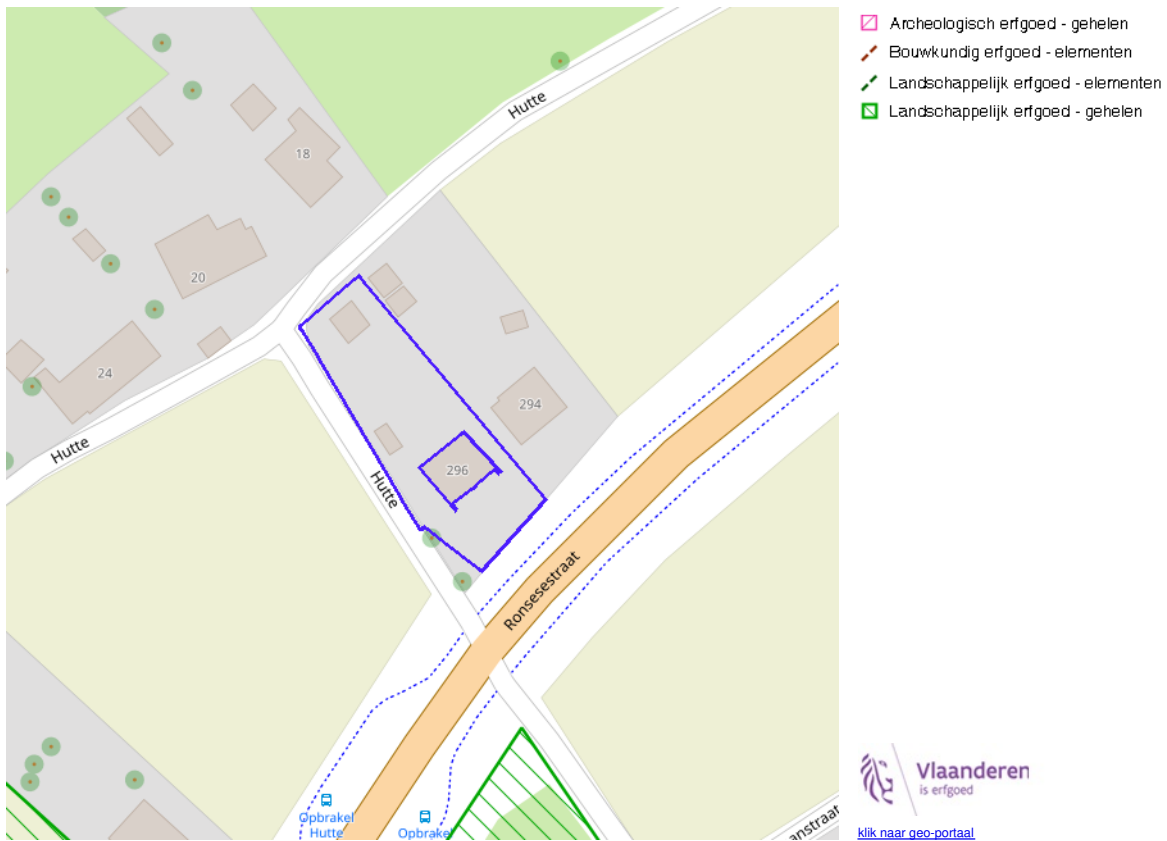 Hutte
18
20
24
Hutte
294
296
Hutte
Ronsesestraat
Opbrakel
Hutte
Opbrakel
anstraat
Archeologisch erfgoed - gehelen
Bouwkundig erfgoed - elementen
Landschappelijk erfgoed - elementen
Landschappelijk erfgoed - gehelen
Vlaanderen
is erfgoed
klik naar geo-portaal